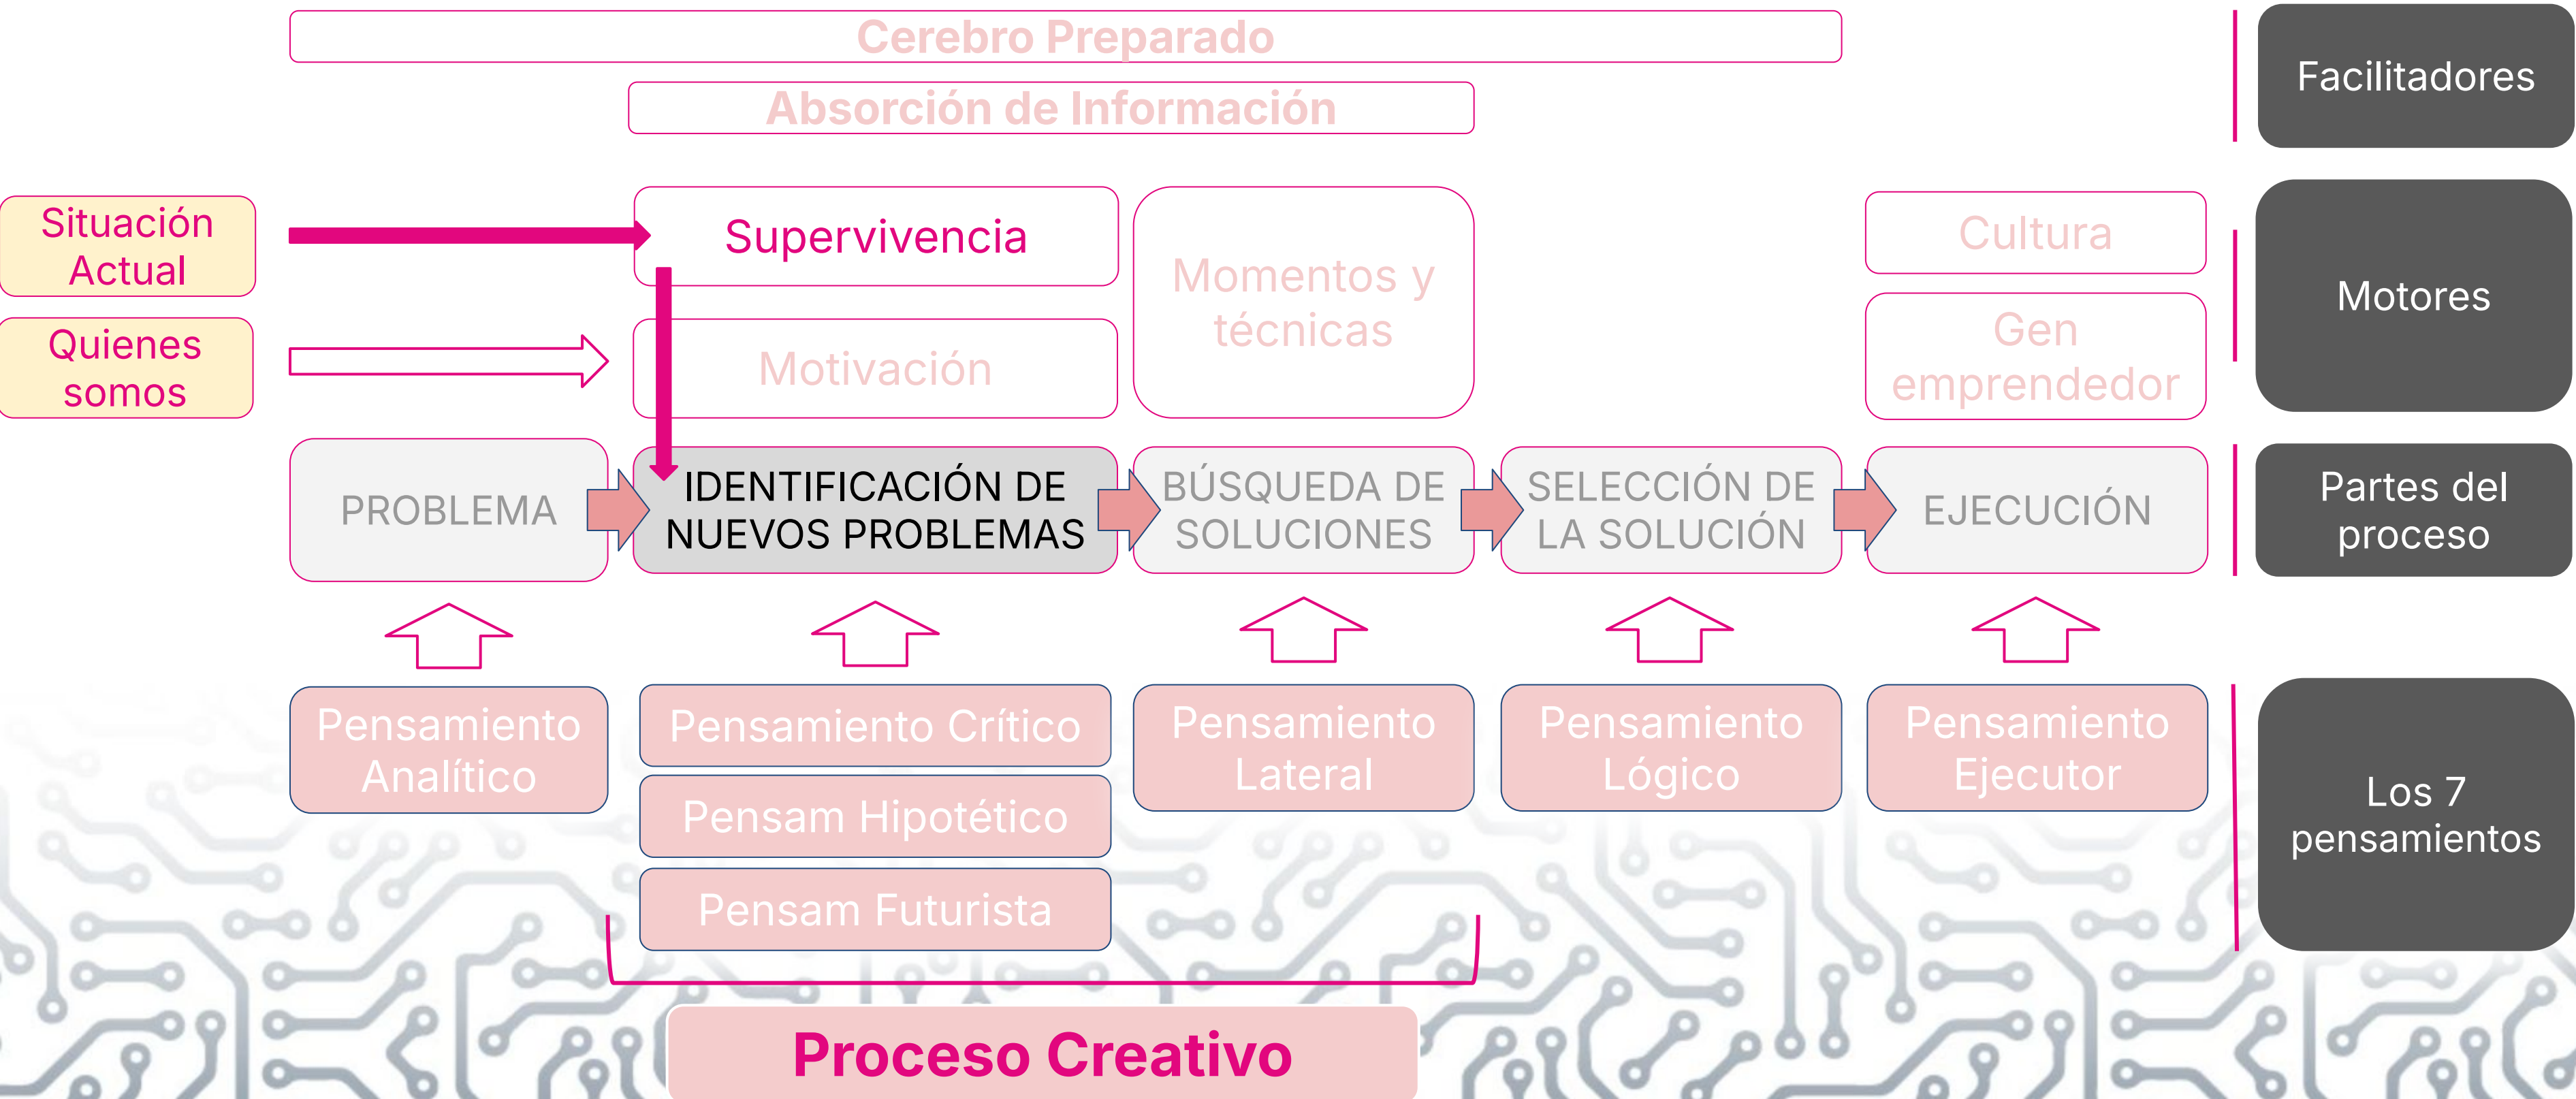 Cerebro Preparado
Absorción de Información
Facilitadores
Situación
Actual
Supervivencia
Momentos y
técnicas
Cultura
Motores
Quienes
somos
Motivación
Gen
emprendedor
PROBLEMA
IDENTIFICACIÓN DE
NUEVOS PROBLEMAS
BÚSQUEDA DE
SOLUCIONES
SELECCIÓN DE
LA SOLUCIÓN
EJECUCIÓN
Partes del
proceso
Pensamiento
Analítico
Pensamiento Crítico
Pensam Hipotético
Pensam Futurista
Pensamiento
Lateral
Pensamiento
Lógico
Pensamiento
Ejecutor
Los 7
pensamientos
Proceso Creativo